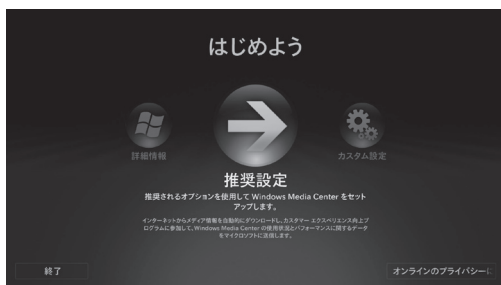 はじめよう
詳細情報
カスタム設定
推奨設定
推奨されるオプションを使用して Windows Media Center をセット
アップします。
インターネットからメディア情報を自動的にダウンロードし、カスタマー エクスペリエンス向上プ
ログラムに参加して、Windows Media Center の使用状況とパフォーマンスに関するデータ
をマイクロソフトに送信します。
終了
オンラインのプライバシーに